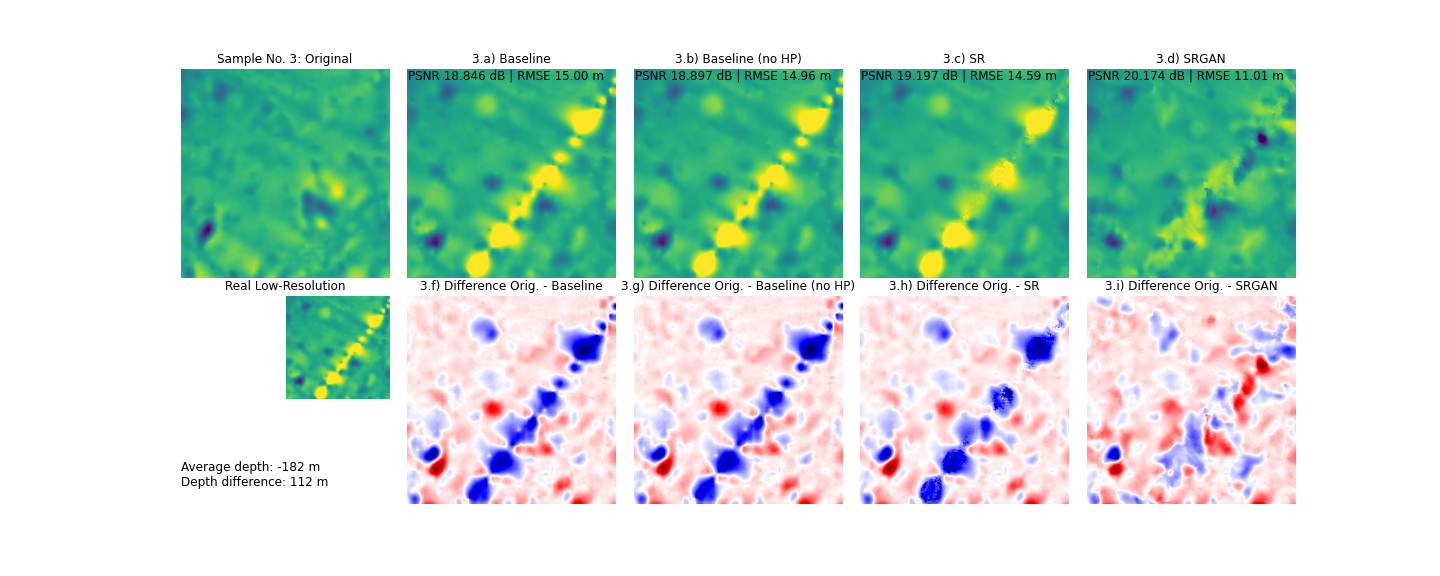 Sample No. 3: Original
3.a) Baseline
3.b) Baseline (no HP)
3.c) SR
3.d) SRGAN
PSNR 18.846 dB | RMSE 15.00 m
PSNR 18.897 dB | RMSE 14.96 m
PSNR 19.197 dB | RMSE 14.59 m
PSNR 20.174 dB | RMSE 11.01 m
Real Low-Resolution
3.f) Difference Orig. - Baseline
3.g) Difference Orig. - Baseline (no HP)
3.h) Difference Orig. - SR
3.i) Difference Orig. - SRGAN
Average depth: -182 m
Depth difference: 112 m